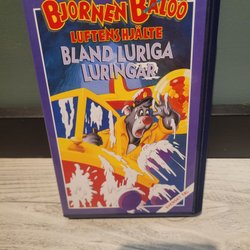 BJÖRNEN BALOO
LUFTENS HJÄLTE
BLAND LURIGA
LURINGAR